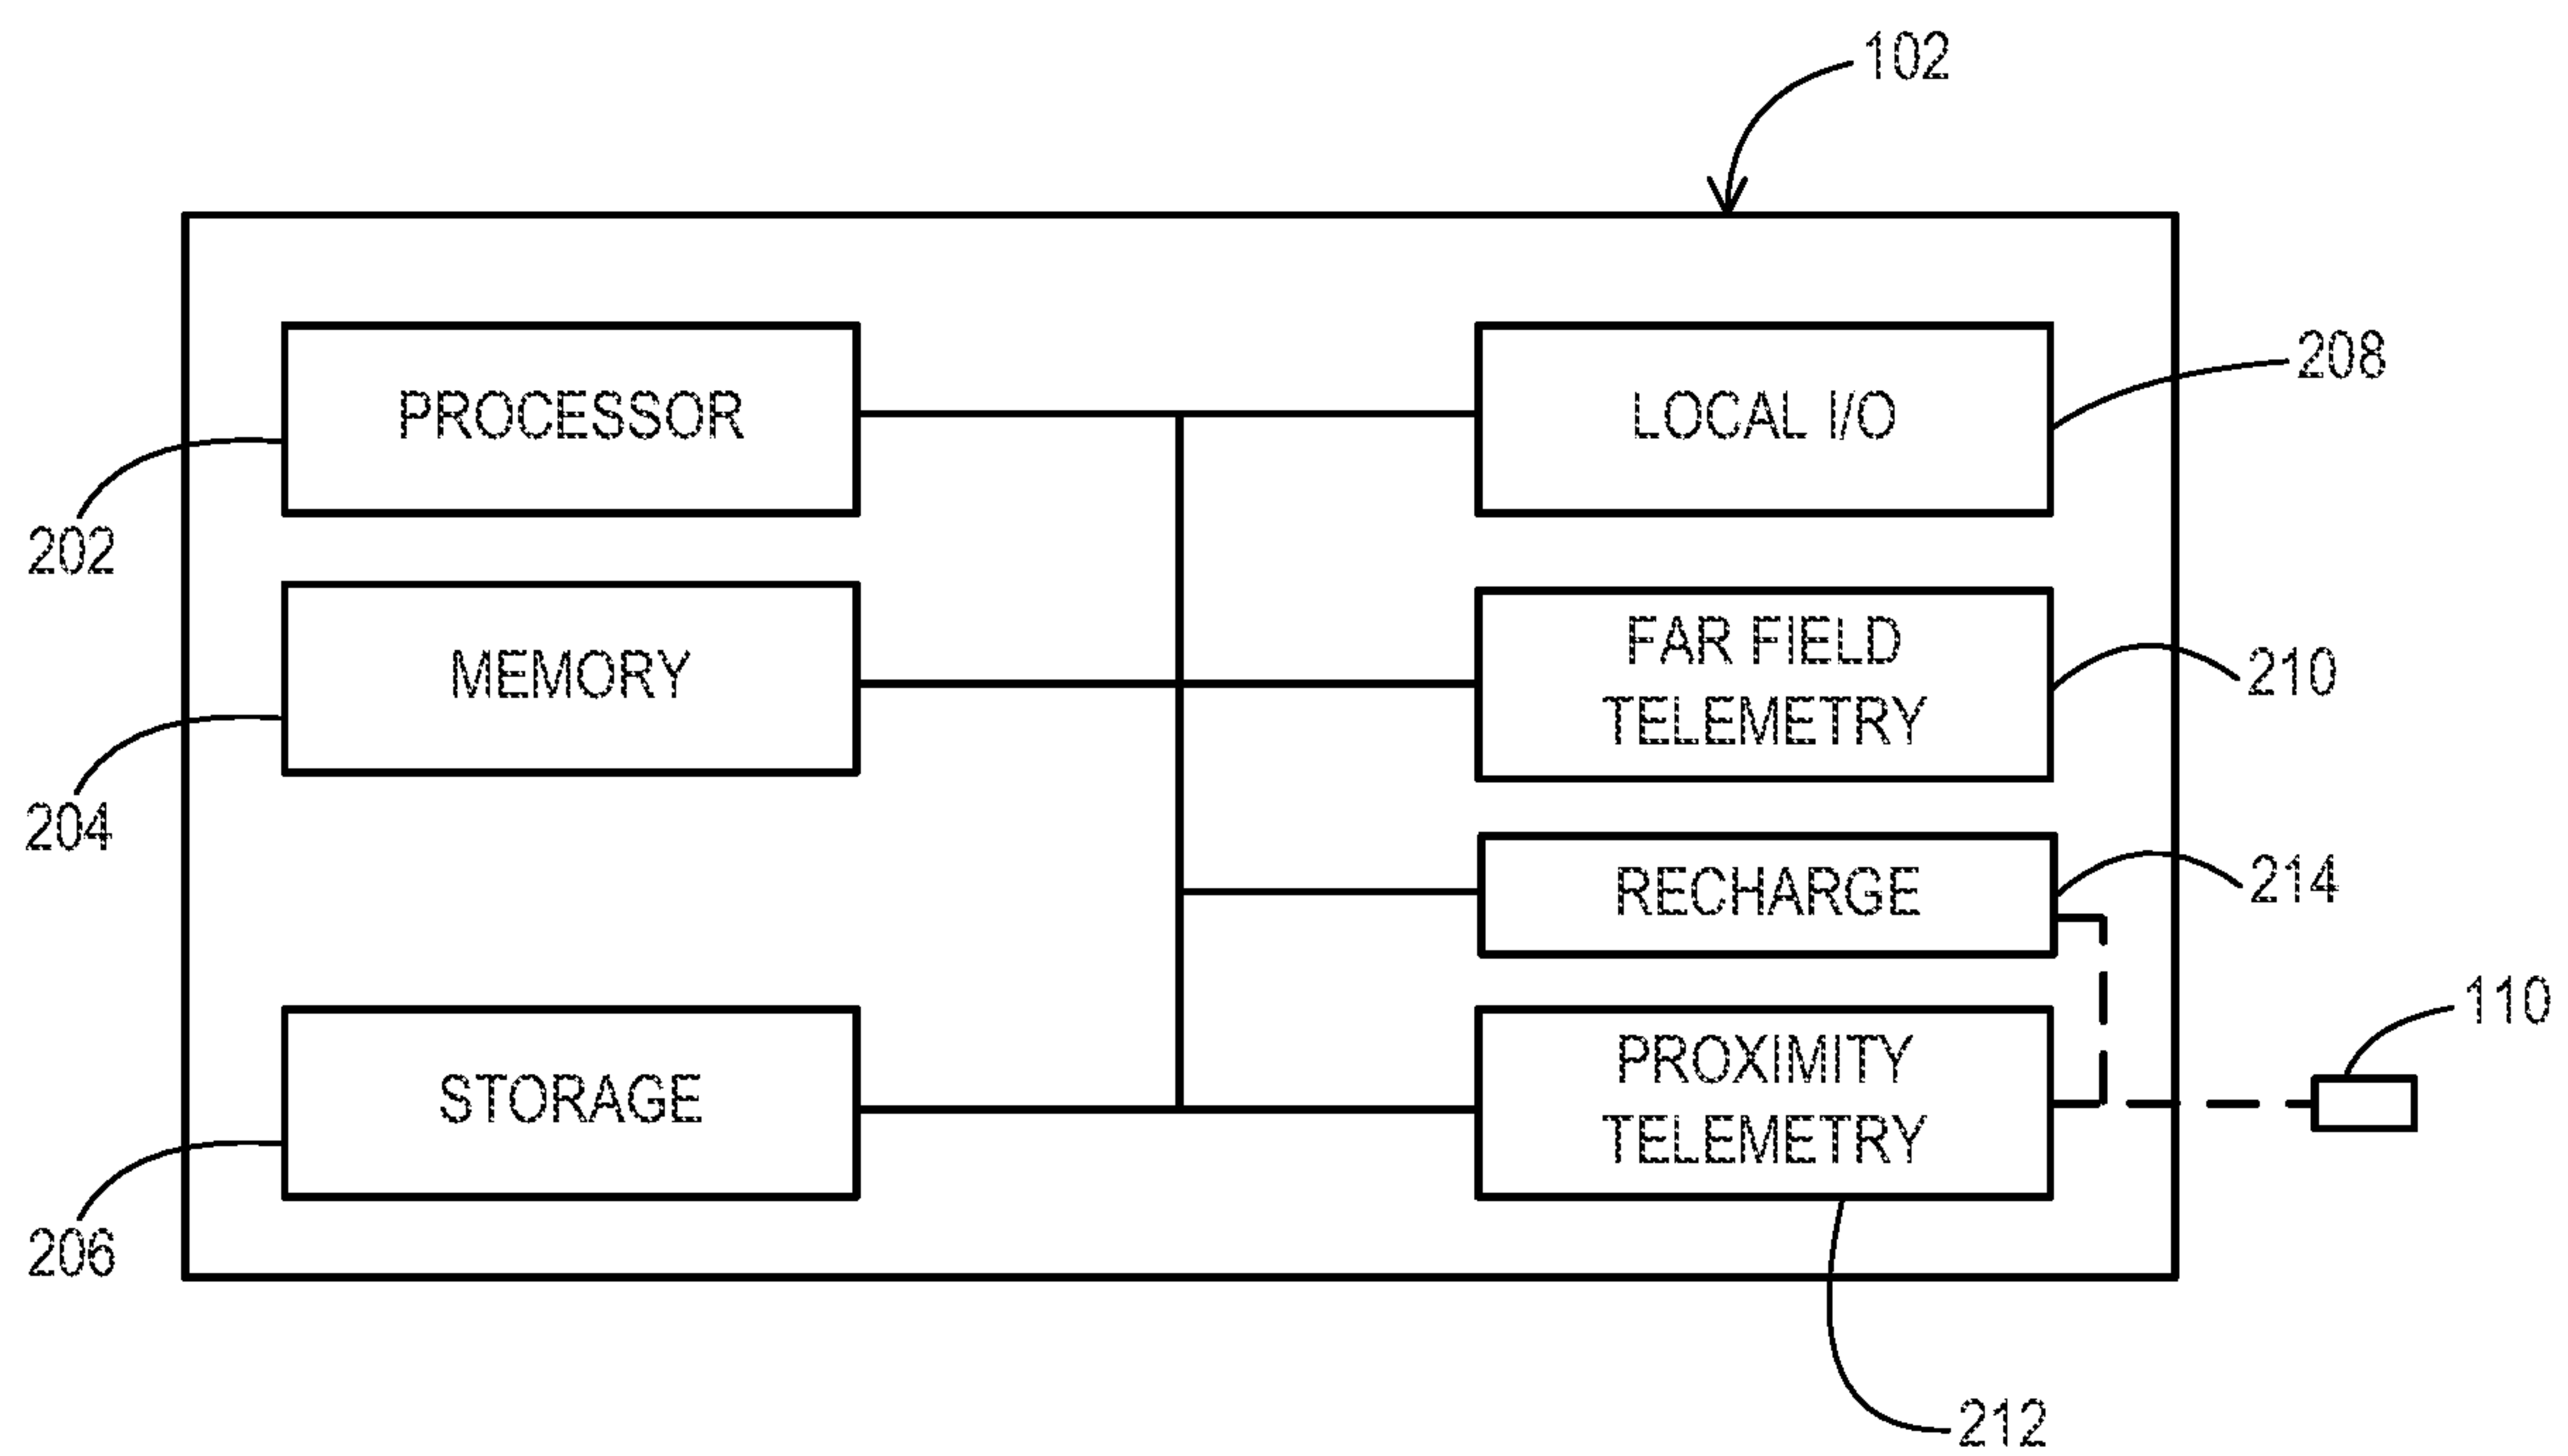 102
PROCESSOR
LOCAL I/O
208
202
MEMORY
FAR FIELD
TELEMETRY
210
204
RECHARGE
214
STORAGE
PROXIMITY
TELEMETRY
110
206
212